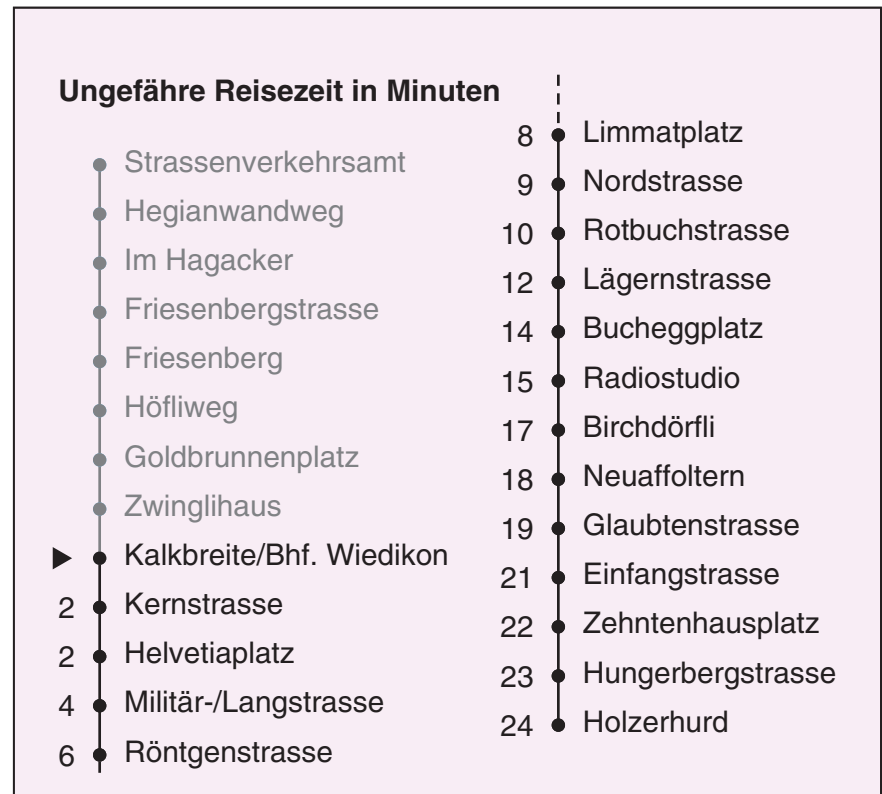 Ungefähre Reisezeit in Minuten
Strassenverkehrsamt
Hegianwandweg
Im Hagacker
Friesenbergstrasse
Friesenberg
Höfliweg
Goldbrunnenplatz
Zwinglihaus
Kalkbreite/Bhf. Wiedikon
2 Kernstrasse
2 Helvetiaplatz
4 Militär-/Langstrasse
6 Röntgenstrasse
8 Limmatplatz
9 Nordstrasse
10 Rotbuchstrasse
12 Lägernstrasse
14 Bucheggplatz
15 Radiostudio
17 Birchdörfli
18 Neuaffoltern
19 Glaubtenstrasse
21 Einfangstrasse
22 Zehntenhausplatz
23 Hungerbergstrasse
24 Holzerhurd